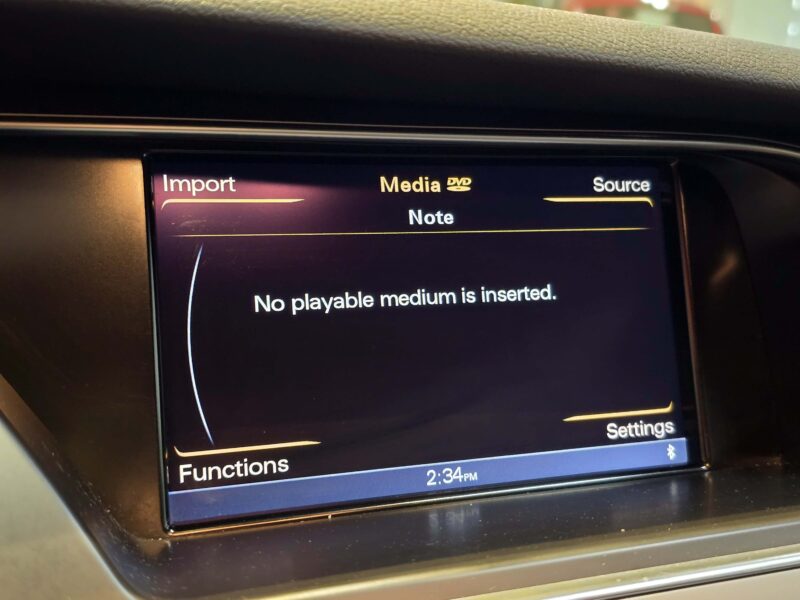 Import Media DVD Source
Note
No playable medium is inserted.
Settings
Functions
2:34PM